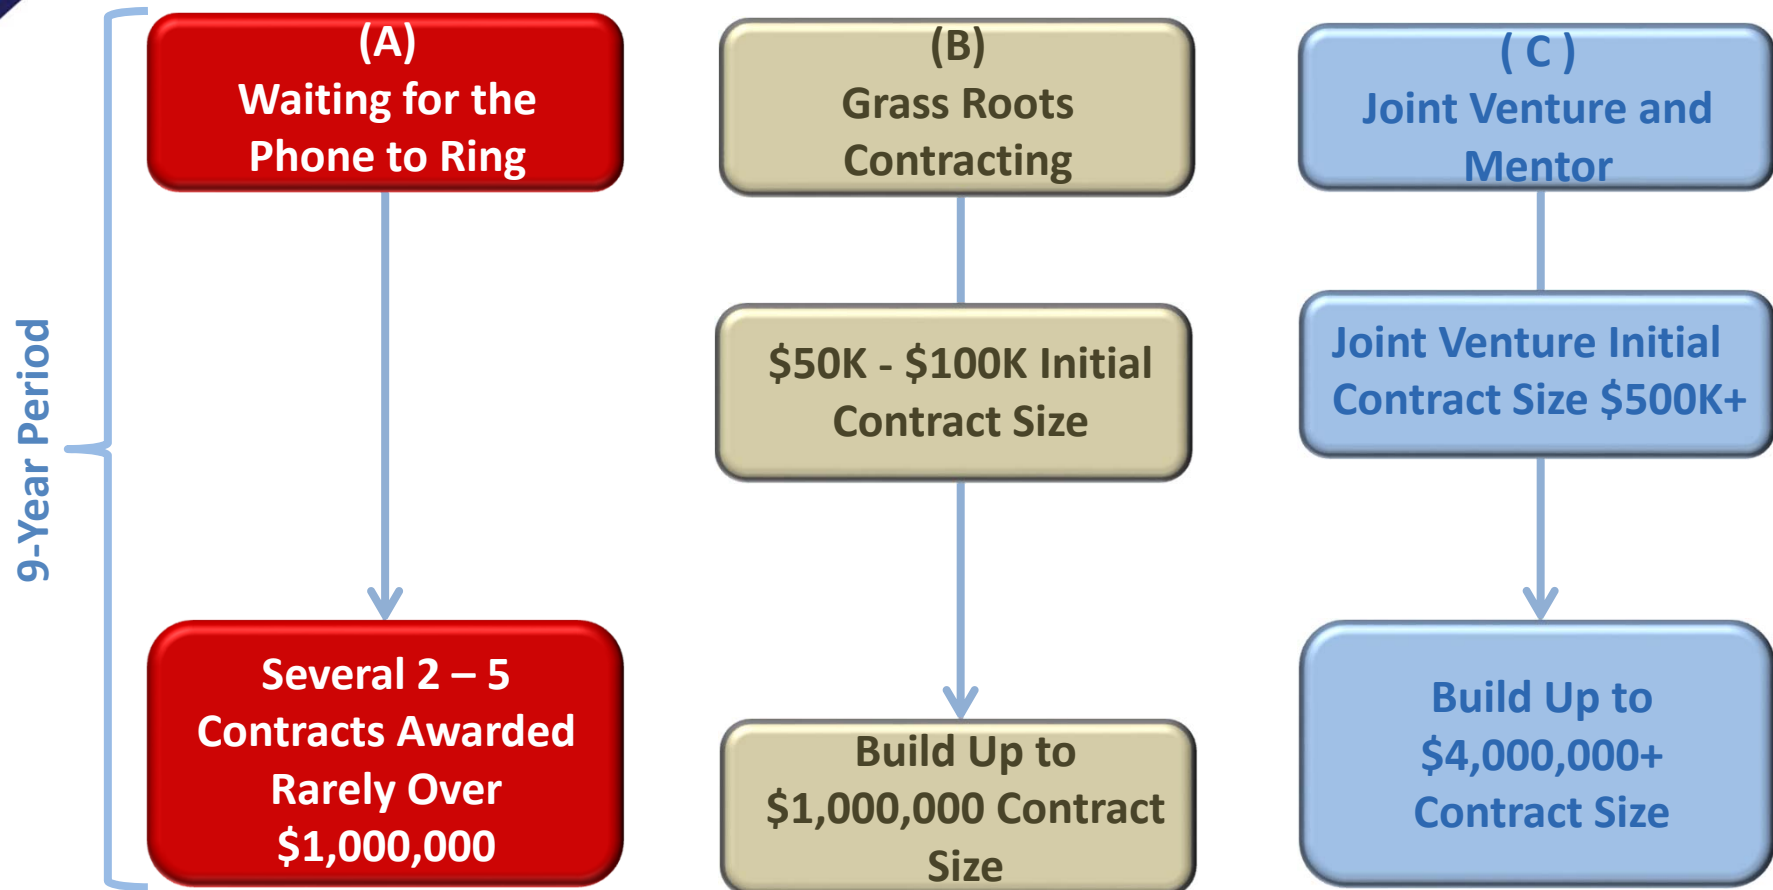 9-Year Period
(A)
Waiting for the
Phone to Ring
Several 2 – 5
Contracts Awarded
Rarely Over
$1,000,000
(B)
Grass Roots
Contracting
$50K - $100K Initial
Contract Size
Build Up to
$1,000,000 Contract
Size
( C )
Joint Venture and
Mentor
Joint Venture Initial
Contract Size $500K+
Build Up to
$4,000,000+
Contract Size